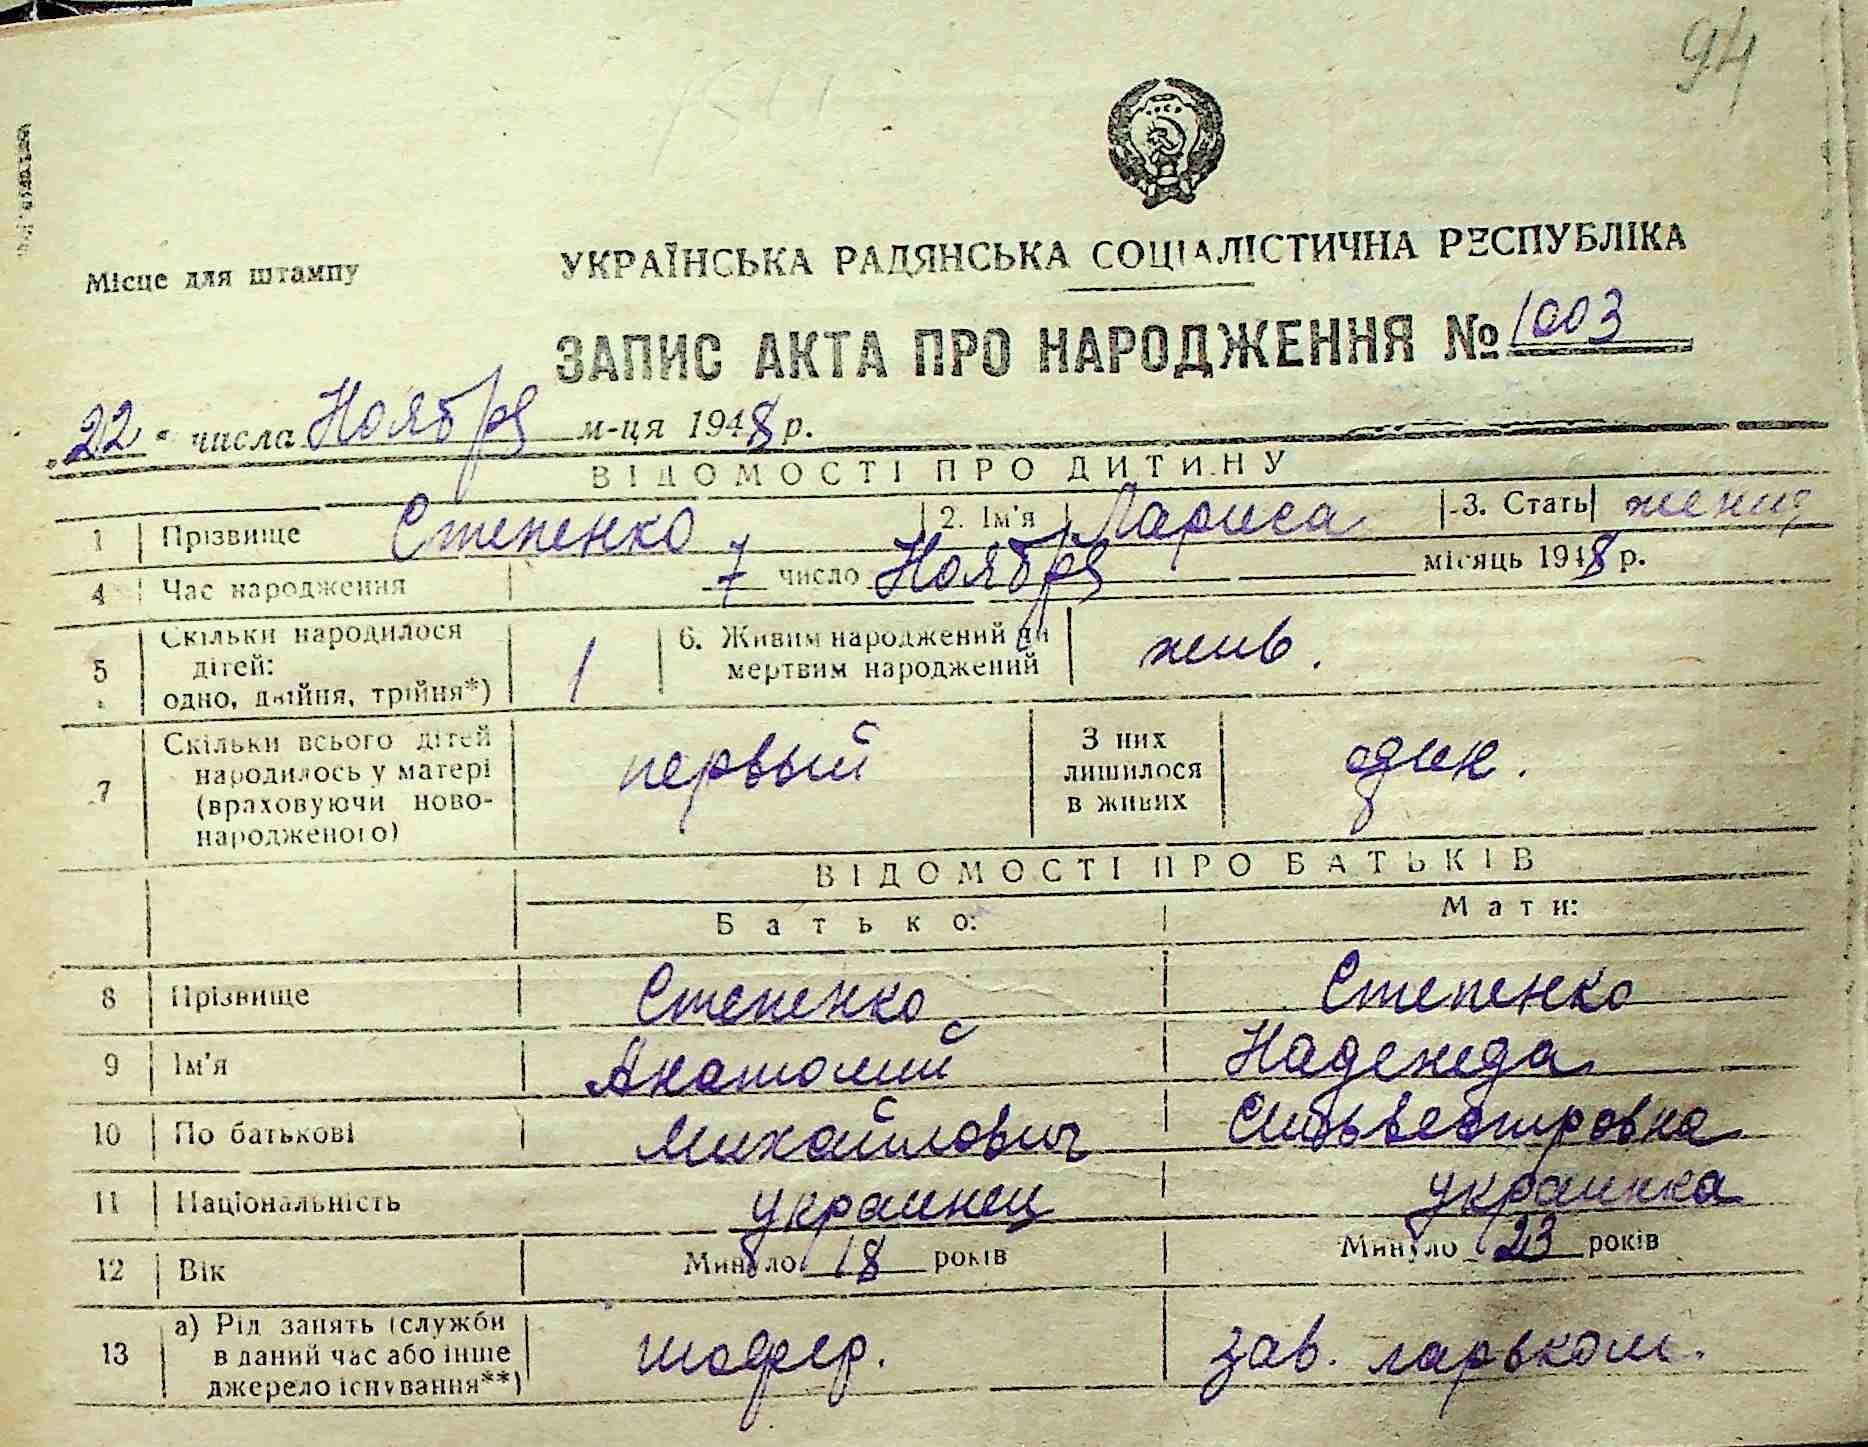 94
Місце для штампу
УКРАЇНСЬКА РАДЯНСЬКА СОЦІАЛІСТИЧНА РЕСПУБЛІКА
ЗАПИС АКТА ПРО НАРОДЖЕННЯ № 1003
„22" числа Ноября м-ця 1948 р.
ВІДОМОСТІ ПРО ДИТИНУ
1 Прізвище Степенко 2. Ім'я Лариса 3. Стать женщ
4 Час народження 7 число Ноября місяць 1948 р.
5 Скільки народилося дітей: одно, двійня, трійня*) 1 6. Живим народжений чи мертвим народжений жив.
7 Скільки всього дітей народилось у матері (враховуючи ново-народженого) первый З них лишилося в живих один.
ВІДОМОСТІ ПРО БАТЬКІВ
Батько: Мати:
8 Прізвище Степенко Степенко
9 Ім'я Анатолий Надежда
10 По батькові Михайлович Сильвестровна
11 Національність украинец украинка
12 Вік Минуло 18 років Минуло 23 років
13 а) Рід занять (служби в даний час або інше джерело існування**) шофер. зав. ларьком.